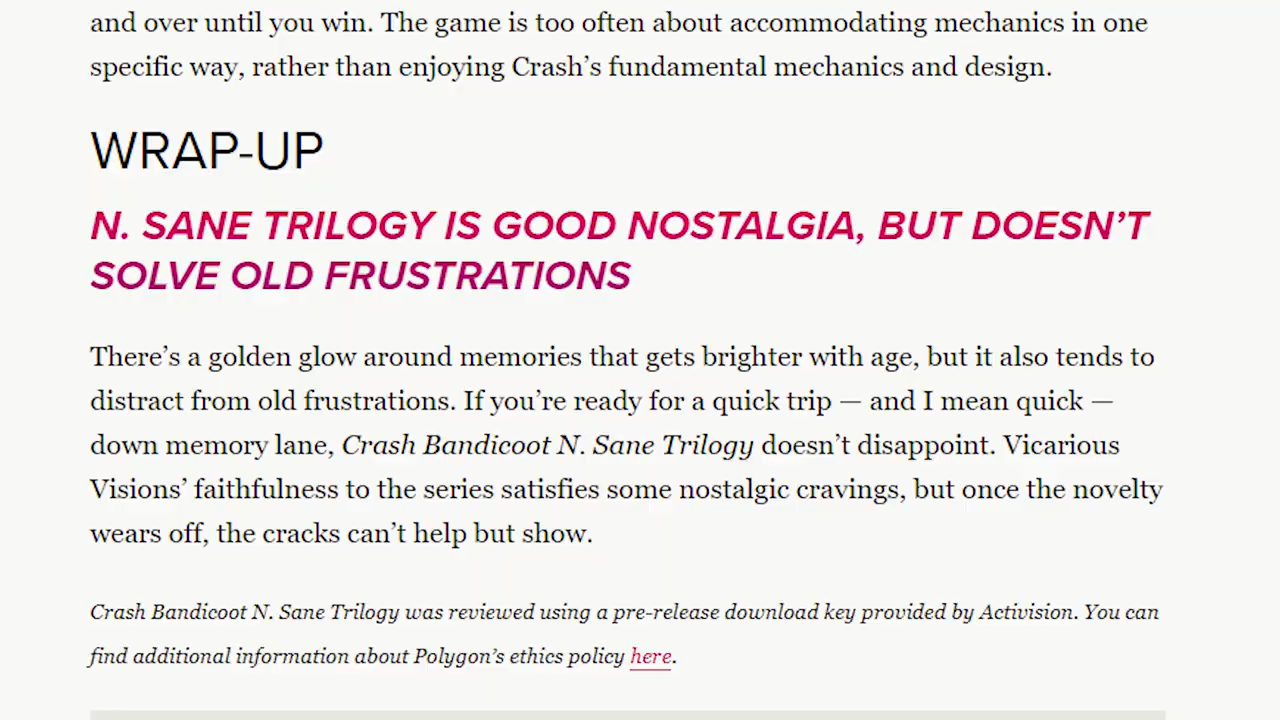 and over until you win. The game is too often about accommodating mechanics in one
specific way, rather than enjoying Crash’s fundamental mechanics and design.
WRAP-UP
N. SANE TRILOGY IS GOOD NOSTALGIA, BUT DOESN’T
SOLVE OLD FRUSTRATIONS
There’s a golden glow around memories that gets brighter with age, but it also tends to
distract from old frustrations. If you’re ready for a quick trip — and I mean quick —
down memory lane, Crash Bandicoot N. Sane Trilogy doesn’t disappoint. Vicarious
Visions’ faithfulness to the series satisfies some nostalgic cravings, but once the novelty
wears off, the cracks can’t help but show.
Crash Bandicoot N. Sane Trilogy was reviewed using a pre-release download key provided by Activision. You can
find additional information about Polygon’s ethics policy here.